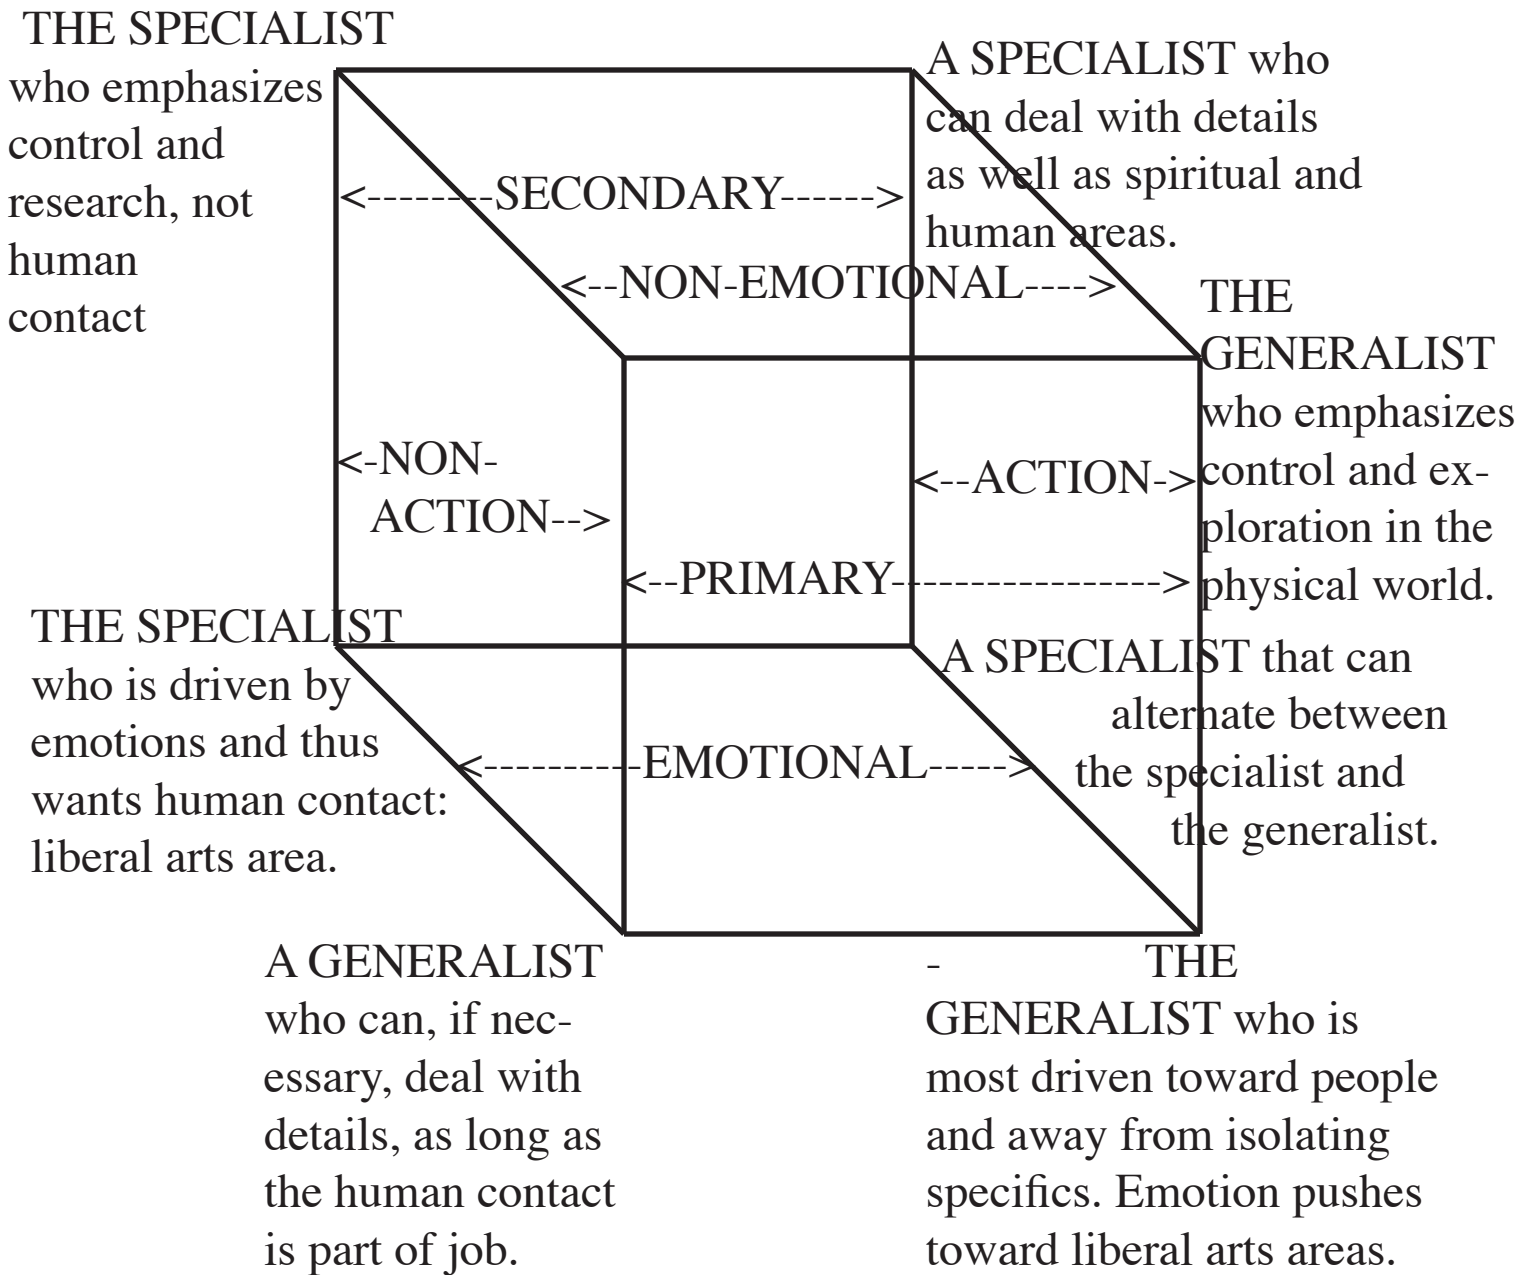 THE SPECIALIST
who emphasizes
control and
research, not
human
contact
A SPECIALIST who
can deal with details
as well as spiritual and
human areas.
<--------SECONDARY------>
<--NON-EMOTIONAL---->
THE
GENERALIST
who emphasizes
control and ex-
ploration in the
physical world.
<-NON-
ACTION-->
<--ACTION->
<--PRIMARY---------------->
THE SPECIALIST
who is driven by
emotions and thus
wants human contact:
liberal arts area.
A SPECIALIST that can
alternate between
the specialist and
the generalist.
<----------EMOTIONAL----->
A GENERALIST
who can, if nec-
essary, deal with
details, as long as
the human contact
is part of job.
- THE
GENERALIST who is
most driven toward people
and away from isolating
specifics. Emotion pushes
toward liberal arts areas.